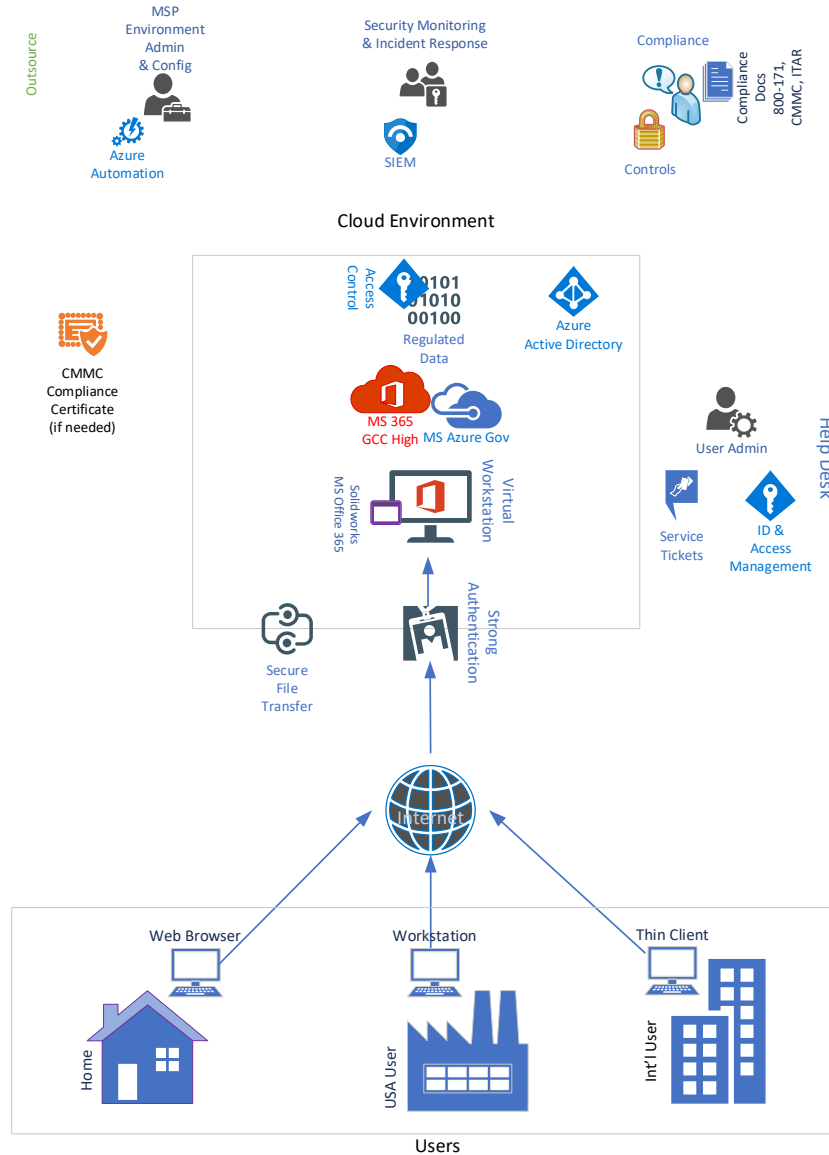 Outsource
MSP
Environment
Admin
& Config
Azure
Automation
Security Monitoring
& Incident Response
SIEM
Compliance
Compliance
Docs
800-171,
CMMC, ITAR
Controls
Cloud Environment
Access
Control
10101
01010
00100
Regulated
Data
Azure
Active Directory
CMMC
Compliance
Certificate
(if needed)
MS 365
GCC High
MS Azure Gov
User Admin
Help Desk
Virtual
Workstation
Solidworks
MS Office 365
Service
Tickets
ID &
Access
Management
Strong
Authentication
Secure
File
Transfer
Internet
Web Browser
Workstation
Thin Client
Home
USA User
Int'l User
Users